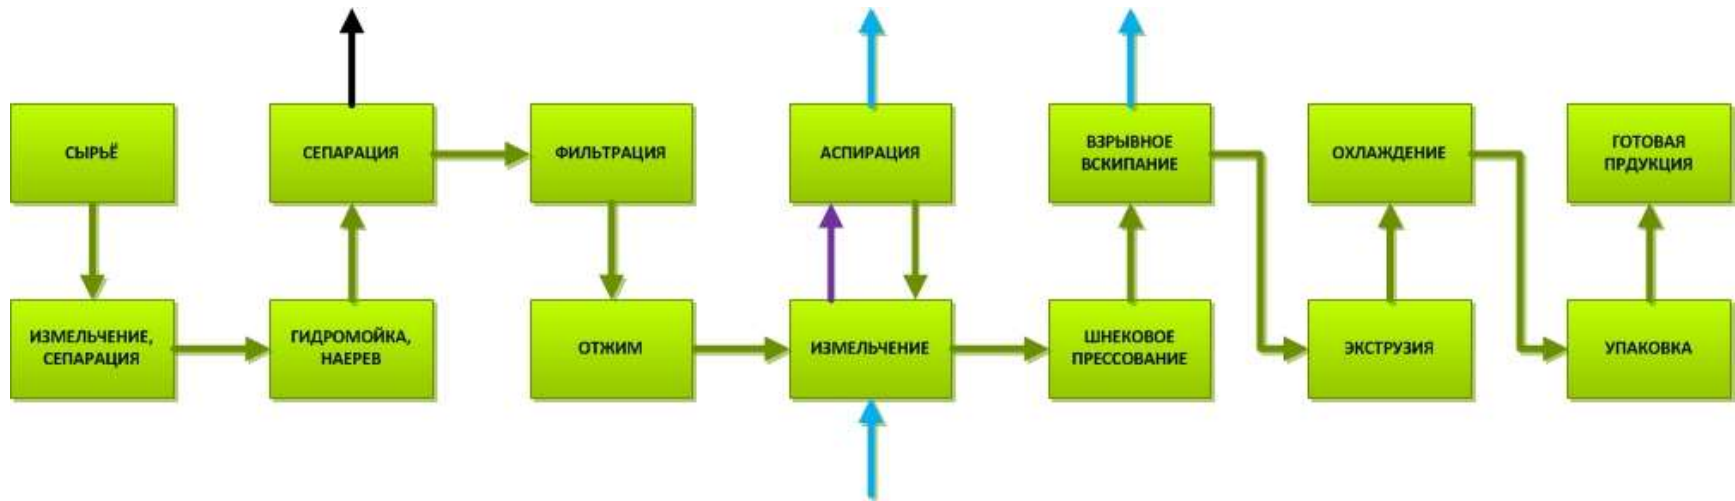 СЫРЬЁ
СЕПАРАЦИЯ
ФИЛЬТРАЦИЯ
АСПИРАЦИЯ
ВЗРЫВНОЕ
ВСКИПАНИЕ
ОХЛАЖДЕНИЕ
ГОТОВАЯ
ПРДУКЦИЯ
ИЗМЕЛЬЧЕНИЕ,
СЕПАРАЦИЯ
ГИДРОМОЙКА,
НАЕРЕВ
ОТЖИМ
ИЗМЕЛЬЧЕНИЕ
ШНЕКОВОЕ
ПРЕССОВАНИЕ
ЭКСТРУЗИЯ
УПАКОВКА